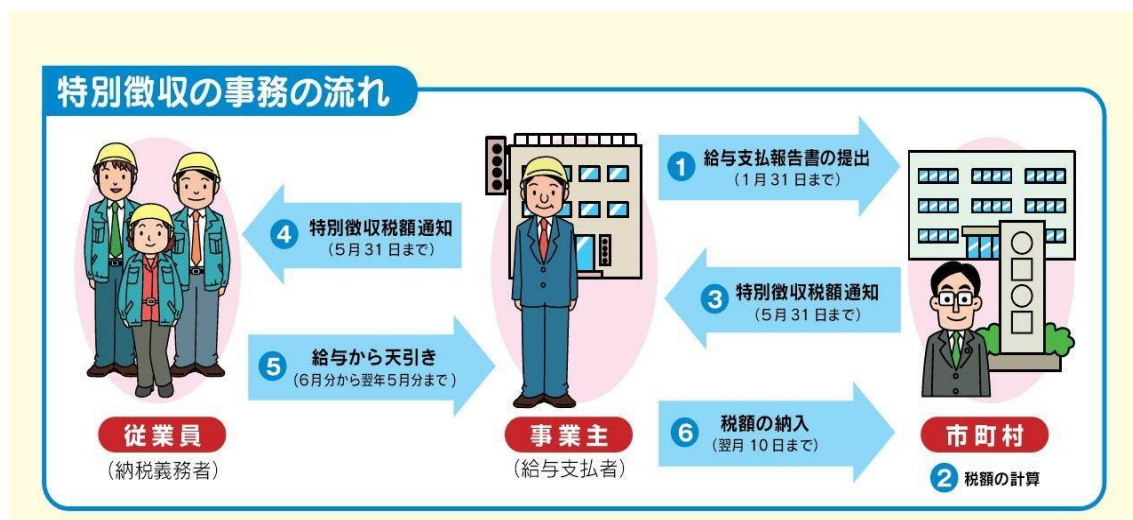 特別徴収の事務の流れ
1 給与支払報告書の提出
(1月31日まで)
4 特別徴収税額通知
(5月31日まで)
3 特別徴収税額通知
(5月31日まで)
5 給与から天引き
(6月分から翌年5月分まで)
6 税額の納入
(翌月10日まで)
従業員
(納税義務者)
事業主
(給与支払者)
市町村
2 税額の計算